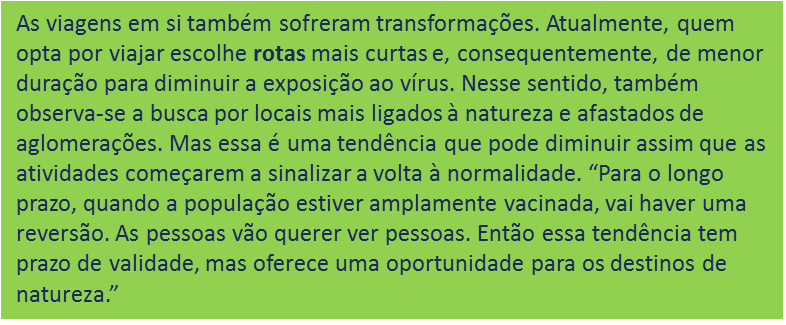 As viagens em si também sofreram transformações. Atualmente, quem
opta por viajar escolhe rotas mais curtas e, consequentemente, de menor
duração para diminuir a exposição ao vírus. Nesse sentido, também
observa-se a busca por locais mais ligados à natureza e afastados de
aglomerações. Mas essa é uma tendência que pode diminuir assim que as
atividades começarem a sinalizar a volta à normalidade. “Para o longo
prazo, quando a população estiver amplamente vacinada, vai haver uma
reversão. As pessoas vão querer ver pessoas. Então essa tendência tem
prazo de validade, mas oferece uma oportunidade para os destinos de
natureza.”